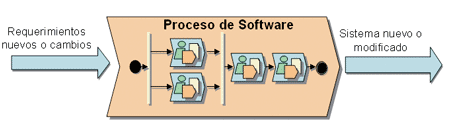 Proceso de Software
Requerimientos
nuevos o cambios
Sistema nuevo o
modificado